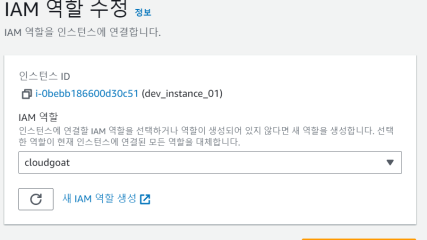 IAM 역할 수정 정보
IAM 역할을 인스턴스에 연결합니다.
인스턴스 ID
i-0bebb186600d30c51 (dev_instance_01)
IAM 역할
인스턴스에 연결할 IAM 역할을 선택하거나 역할이 생성되어 있지 않다면 새 역할을 생성합니다. 선택
한 역할이 현재 인스턴스에 연결된 모든 역할을 대체합니다.
cloudgoat
새 IAM 역할 생성